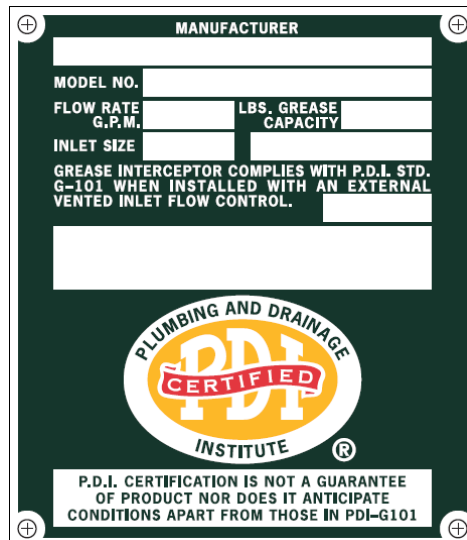 MANUFACTURER
MODEL NO.
FLOW RATE
G.P.M.
LBS. GREASE
CAPACITY
INLET SIZE
GREASE INTERCEPTOR COMPLIES WITH P.D.I. STD.
G-101 WHEN INSTALLED WITH AN EXTERNAL
VENTED INLET FLOW CONTROL.
PLUMBING AND DRAINAGE
PDI
CERTIFIED
INSTITUTE
®
P.D.I. CERTIFICATION IS NOT A GUARANTEE
OF PRODUCT NOR DOES IT ANTICIPATE
CONDITIONS APART FROM THOSE IN PDI–G101